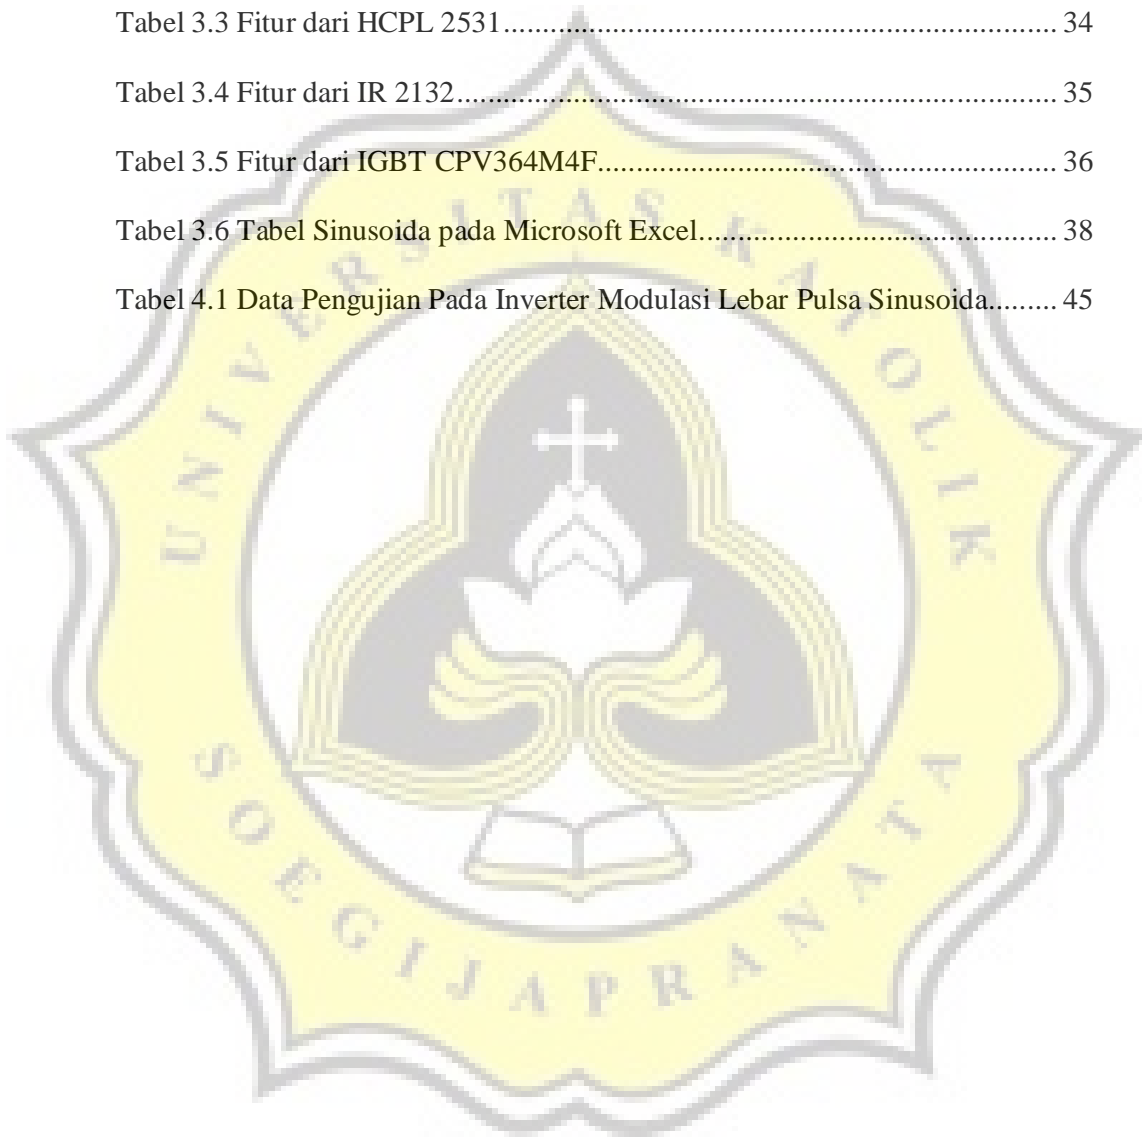 Tabel 3.3 Fitur dari HCPL 2531.................................................................................. 34
Tabel 3.4 Fitur dari IR 2132......................................................................................... 35
Tabel 3.5 Fitur dari IGBT CPV364M4F.................................................................... 36
Tabel 3.6 Tabel Sinusoida pada Microsoft Excel..................................................... 38
Tabel 4.1 Data Pengujian Pada Inverter Modulasi Lebar Pulsa Sinusoida......... 45
UNIVERSITAS KATOLIK
SOEGIJAPRANATA